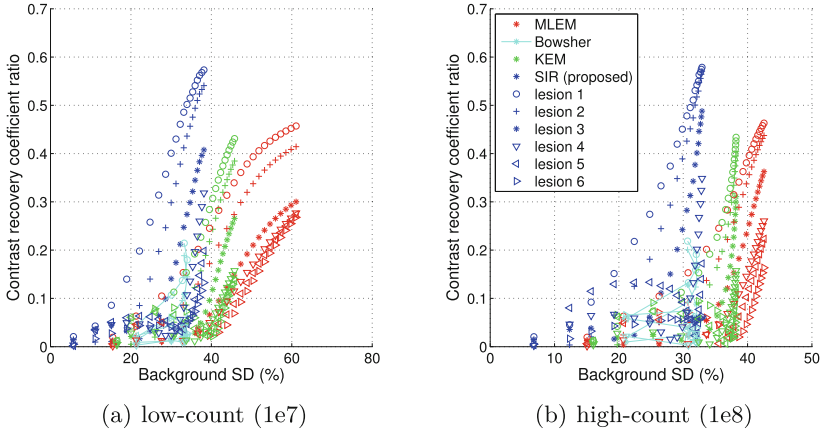 Contrast recovery coefficient ratio
0.7
0.6
0.5
0.4
0.3
0.2
0.1
0
0 20 40 60 80
Background SD (%)
(a) low-count (1e7)
Contrast recovery coefficient ratio
0.7
0.6
0.5
0.4
0.3
0.2
0.1
0
MLEM
Bowsher
KEM
SIR (proposed)
lesion 1
lesion 2
lesion 3
lesion 4
lesion 5
lesion 6
0 10 20 30 40 50
Background SD (%)
(b) high-count (1e8)